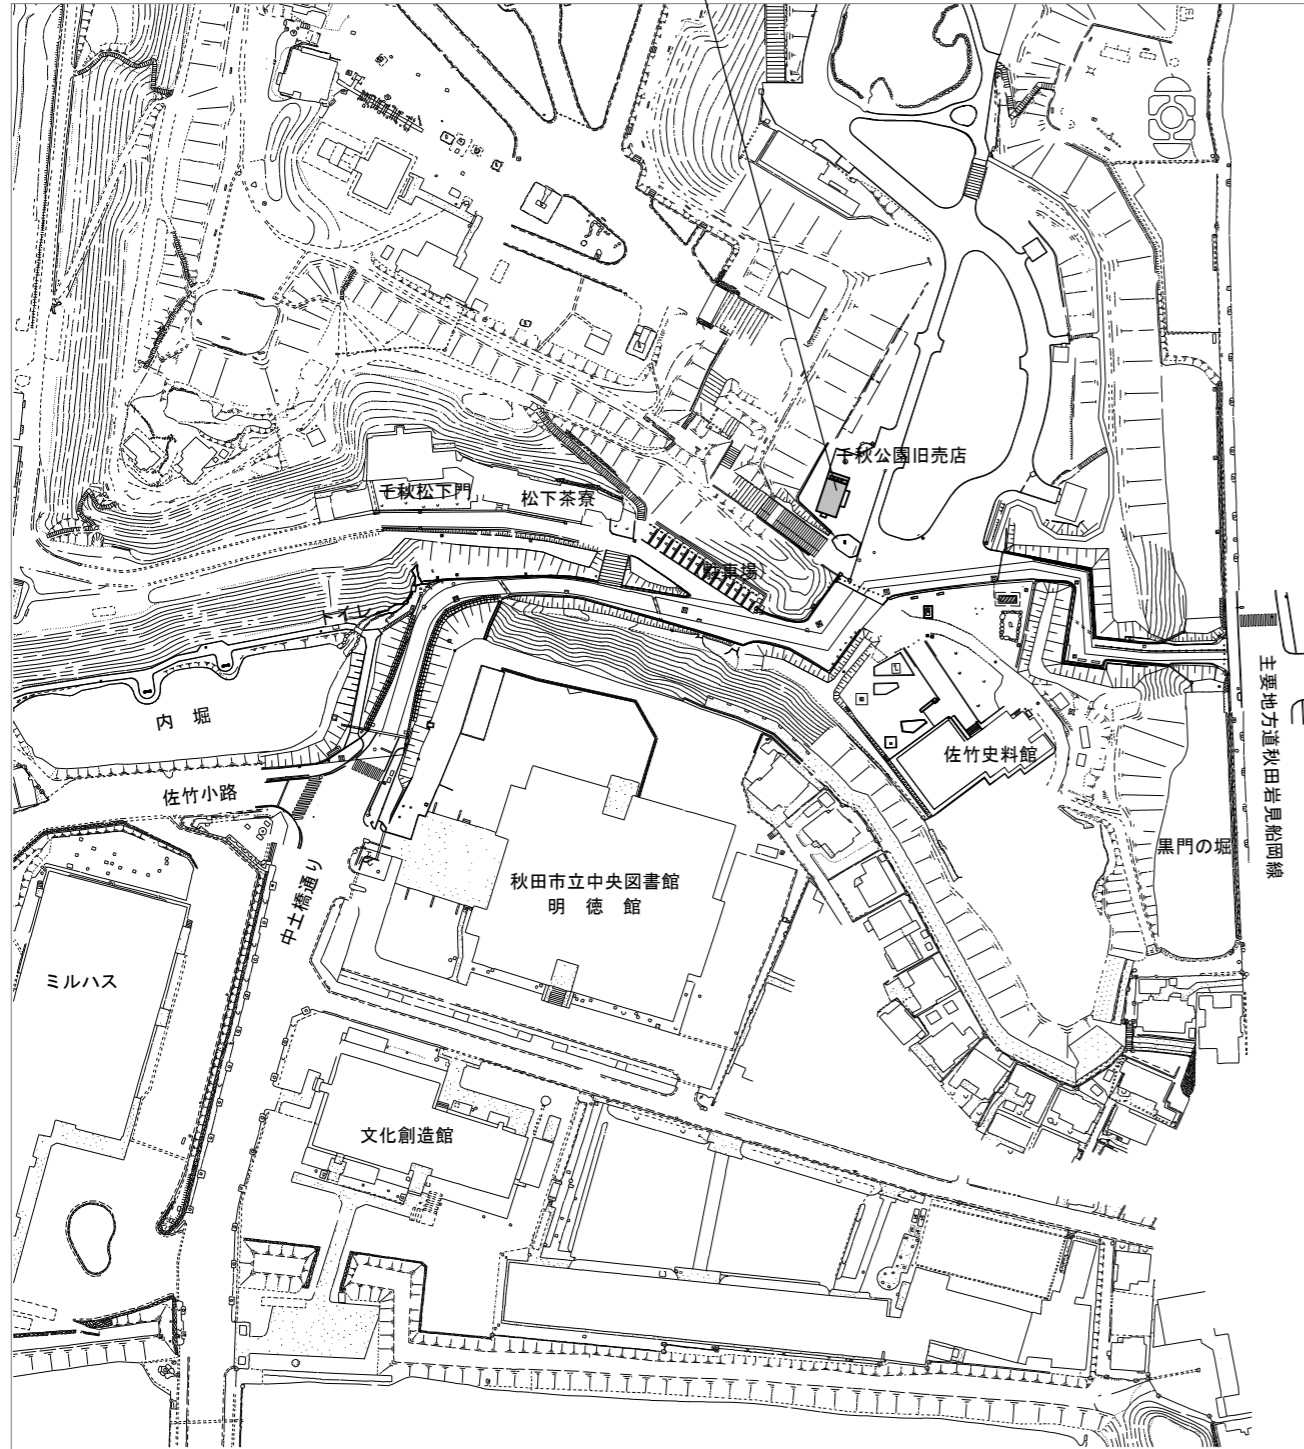 千秋公園旧売店
千秋松下門
松下茶寮
(駐車場)
トイレ
内 堀
佐竹小路
中土橋通り
佐竹史料館
主要地方道秋田岩見船岡線
黒門の堀
秋田市立中央図書館
明 徳 館
ミルハス
文化創造館